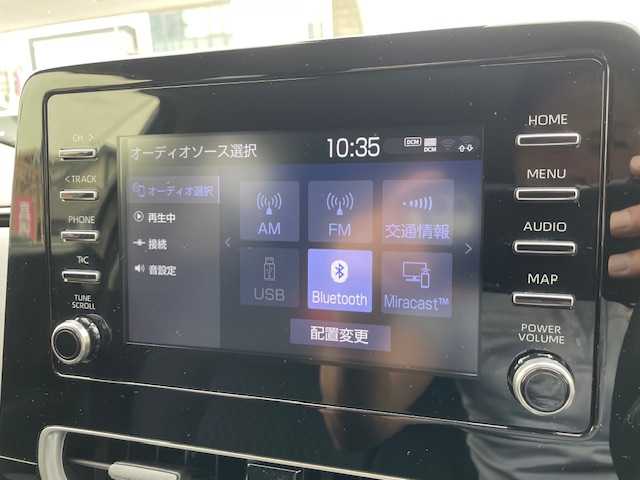 CH >
< TRACK
PHONE
T/C
TUNE
SCROLL
オーディオソース選択
10:35
DCM
DCM
オーディオ選択
再生中
接続
音設定
AM
FM
交通情報
USB
Bluetooth
Miracast™
配置変更
HOME
MENU
AUDIO
MAP
POWER
VOLUME